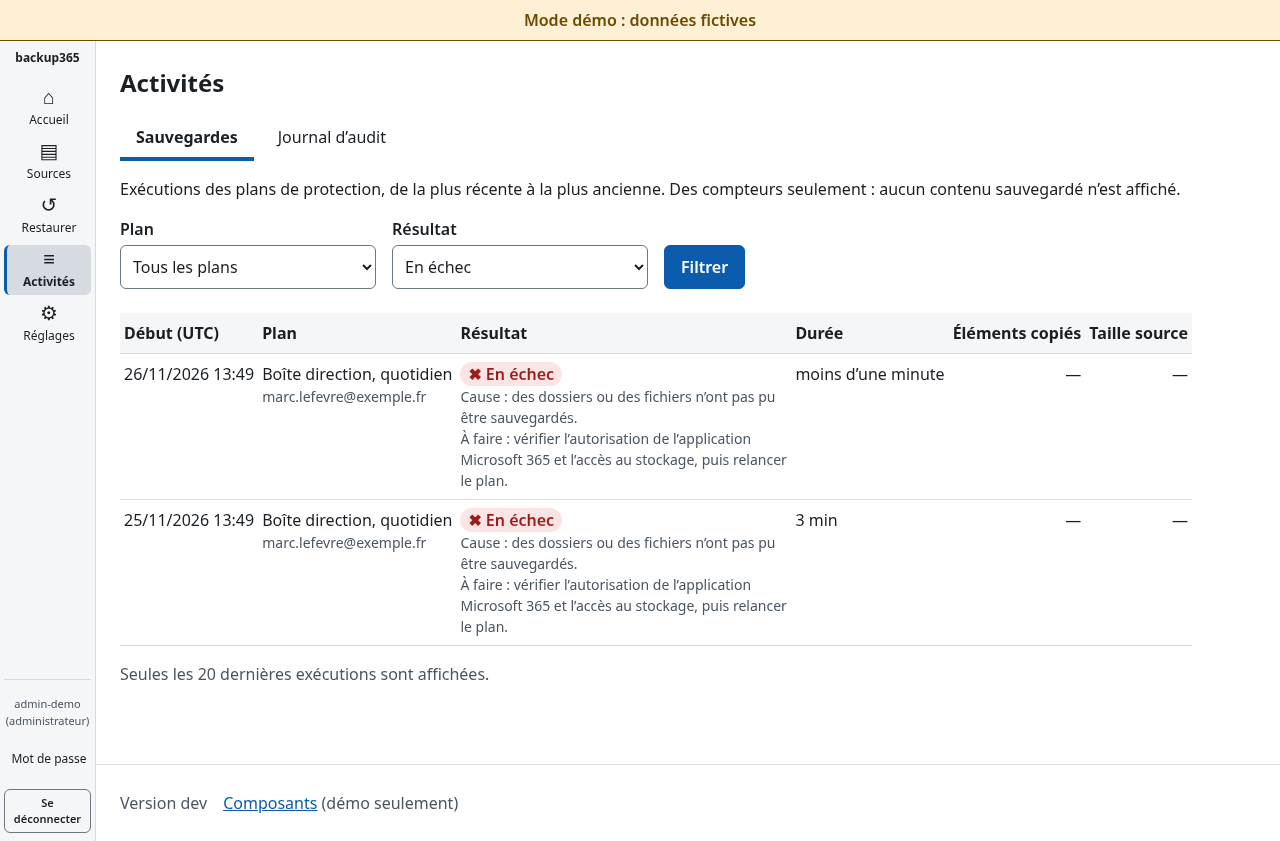 Mode démo : données fictives
backup365
Accueil
Sources
Restaurer
Activités
Réglages
admin-demo
(administrateur)
Mot de passe
Se
déconnecter
Activités
Sauvegardes Journal d’audit
Exécutions des plans de protection, de la plus récente à la plus ancienne. Des compteurs seulement : aucun contenu sauvegardé n’est affiché.
Plan Résultat
Tous les plans En échec Filtrer
Début (UTC) Plan Résultat Durée Éléments copiés Taille source
26/11/2026 13:49 Boîte direction, quotidien ✖ En échec moins d’une minute — —
marc.lefevre@exemple.fr Cause : des dossiers ou des fichiers n’ont pas pu
être sauvegardés.
À faire : vérifier l’autorisation de l’application
Microsoft 365 et l’accès au stockage, puis relancer
le plan.
25/11/2026 13:49 Boîte direction, quotidien ✖ En échec 3 min — —
marc.lefevre@exemple.fr Cause : des dossiers ou des fichiers n’ont pas pu
être sauvegardés.
À faire : vérifier l’autorisation de l’application
Microsoft 365 et l’accès au stockage, puis relancer
le plan.
Seules les 20 dernières exécutions sont affichées.
Version dev Composants (démo seulement)